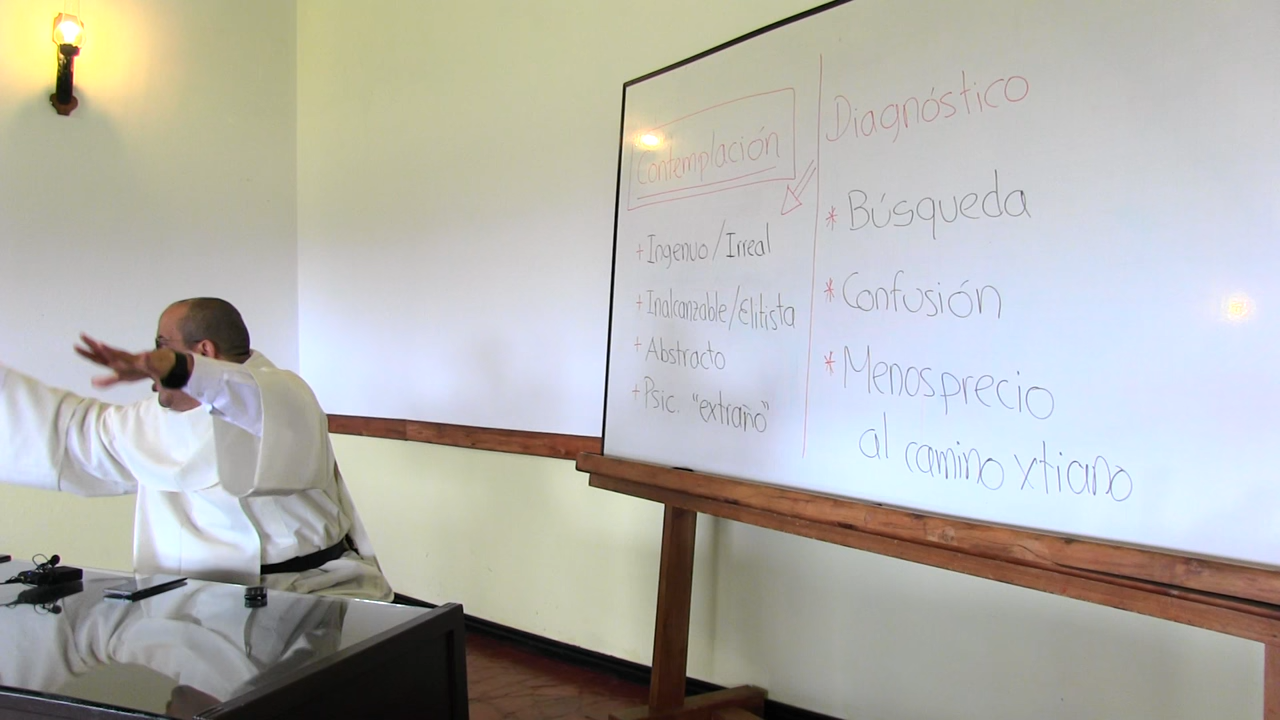 Contemplación
+ Ingenuo/Irreal
+ Inalcanzable/Elitista
+ Abstracto
+ Psic. "extraño"
Diagnóstico
* Búsqueda
* Confusión
* Menosprecio
al camino xtiano